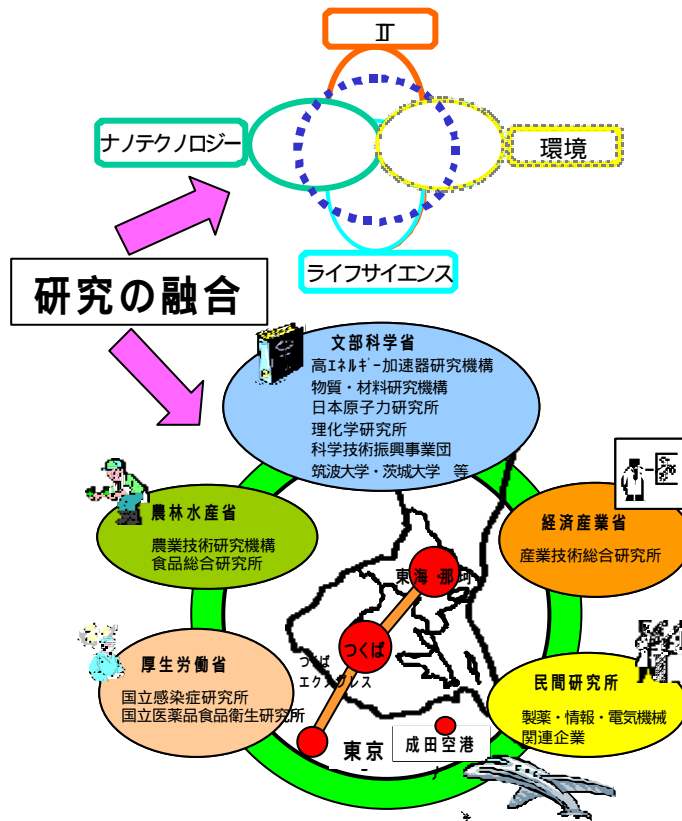 IT
ナノテクノロジー
環境
ライフサイエンス
研究の融合
文部科学省
高エネルギー加速器研究機構
物質・材料研究機構
日本原子力研究所
理化学研究所
科学技術振興事業団
筑波大学・茨城大学 等
農林水産省
農業技術研究機構
食品総合研究所
経済産業省
産業技術総合研究所
東海・那珂
つくば
つくば
エクスプレス
厚生労働省
国立感染症研究所
国立医薬品食品衛生研究所
民間研究所
製薬・情報・電気機械
関連企業
東京
成田空港